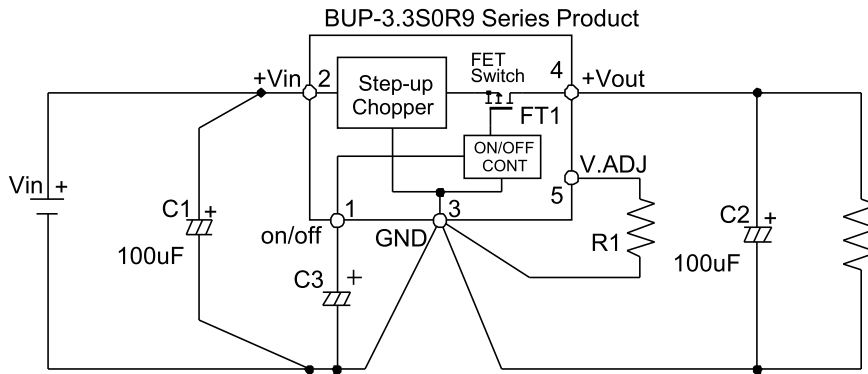 BUP-3.3S0R9 Series Product
+Vin
2
Step-up
Chopper
FET
Switch
4
+Vout
FT1
ON/OFF
CONT
V.ADJ
5
Vin +
C1 +
100uF
on/off
1
GND
3
R1
C2 +
100uF
C3 +